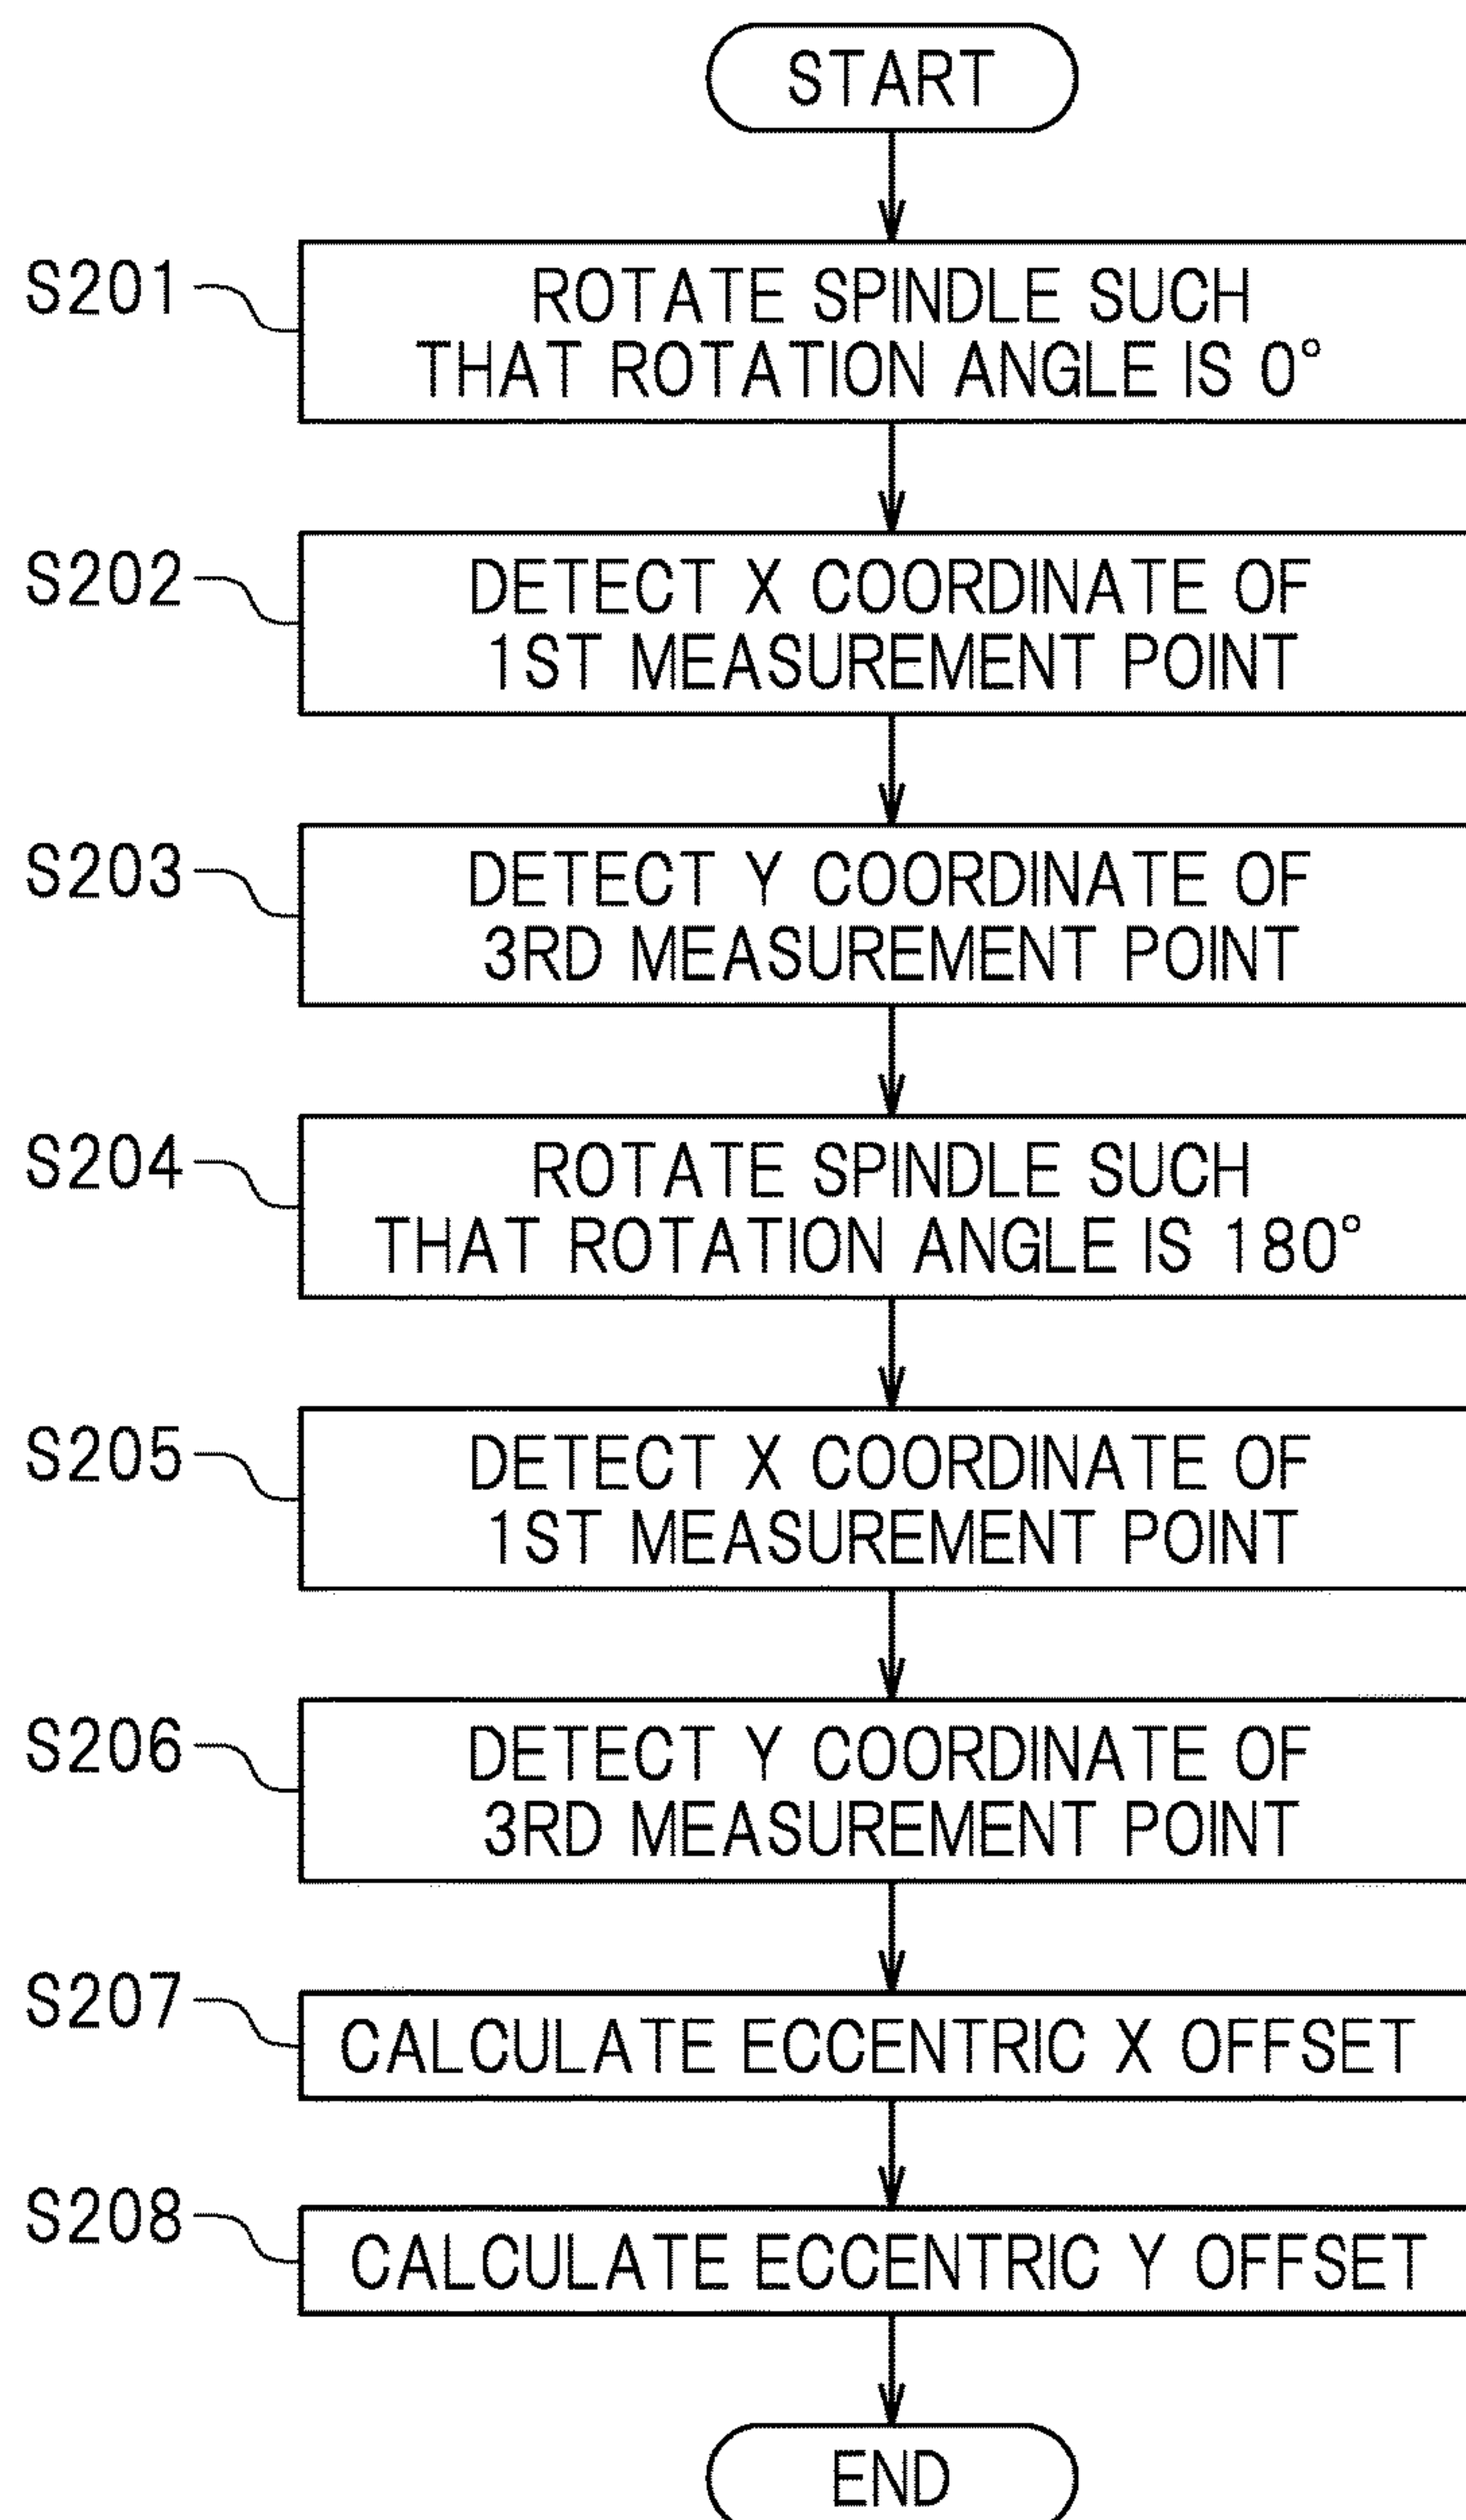 START
S201
ROTATE SPINDLE SUCH
THAT ROTATION ANGLE IS 0°
S202
DETECT X COORDINATE OF
1ST MEASUREMENT POINT
S203
DETECT Y COORDINATE OF
3RD MEASUREMENT POINT
S204
ROTATE SPINDLE SUCH
THAT ROTATION ANGLE IS 180°
S205
DETECT X COORDINATE OF
1ST MEASUREMENT POINT
S206
DETECT Y COORDINATE OF
3RD MEASUREMENT POINT
S207
CALCULATE ECCENTRIC X OFFSET
S208
CALCULATE ECCENTRIC Y OFFSET
END